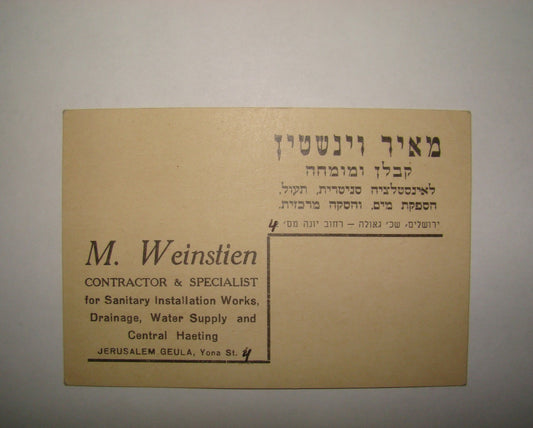 מאיר וינשטין
קבלן ומומחה
לאינסטלציה סניטרית, תעול,
הספקת מים, והסקה מרכזית.
ירושלים, שכ׳ גאולה – רחוב יונה מס׳ 4
M. Weinstien
CONTRACTOR & SPECIALIST
for Sanitary Installation Works,
Drainage, Water Supply and
Central Haeting
JERUSALEM GEULA, Yona St. 4